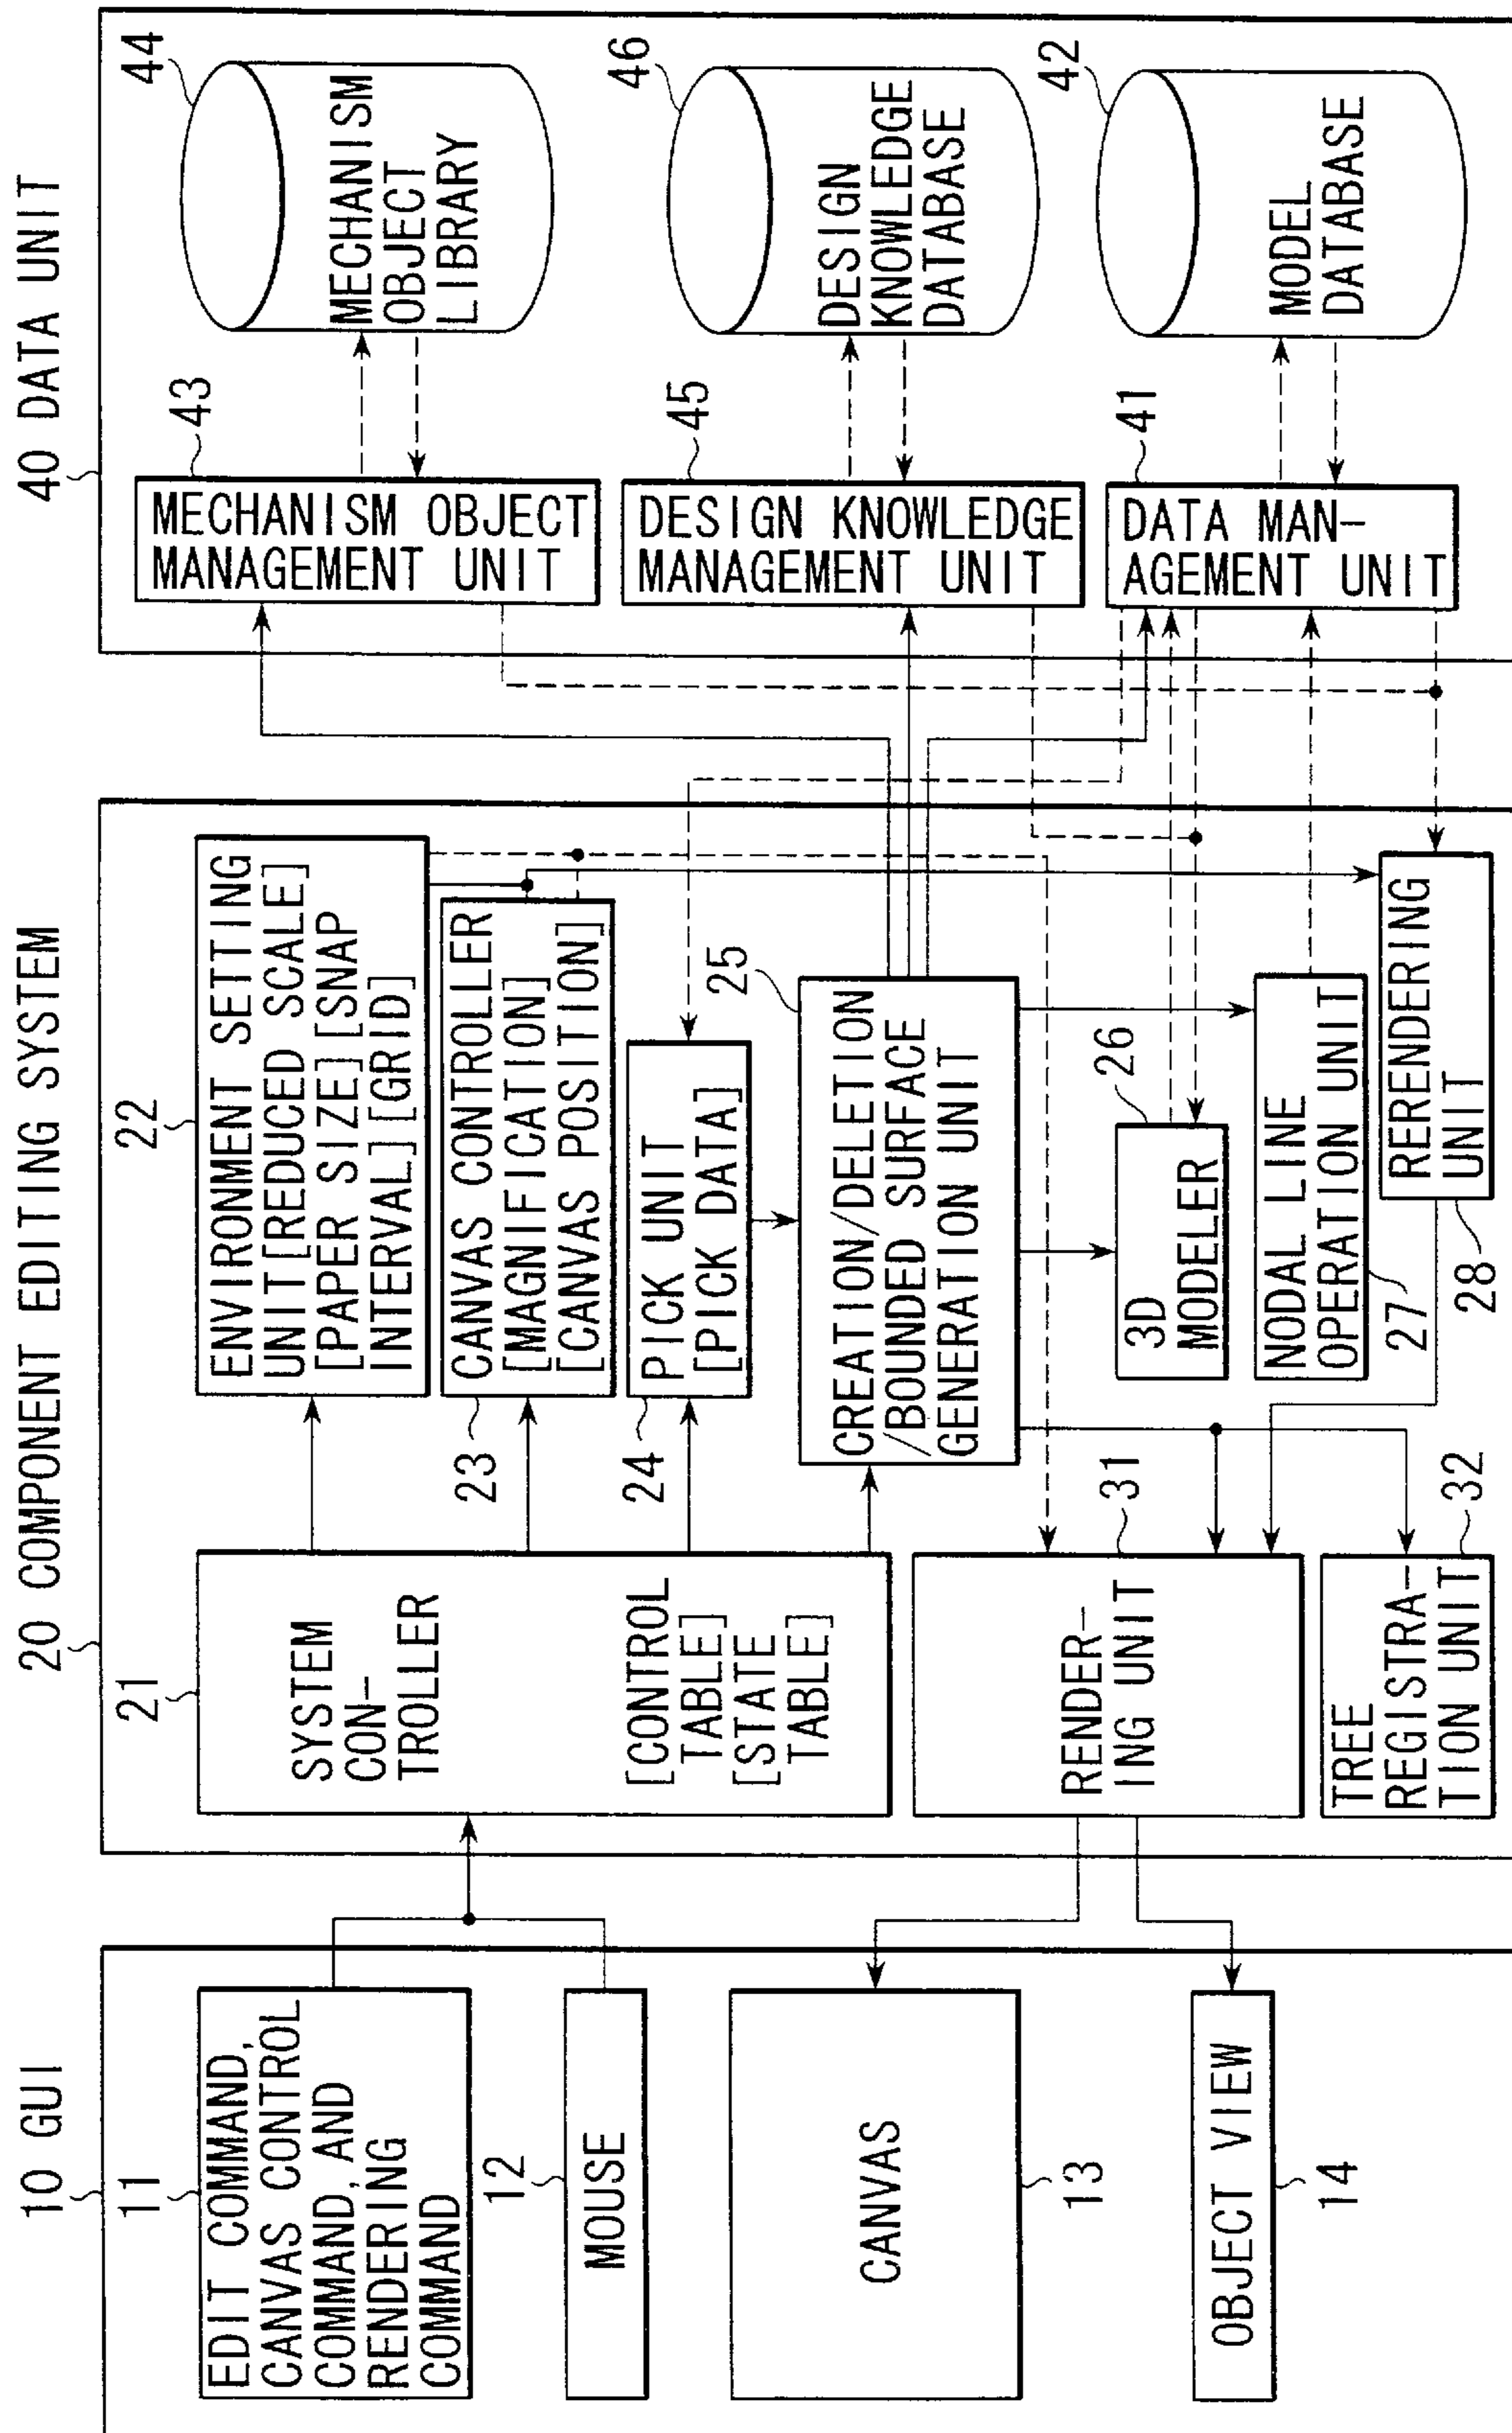 10 GUI
11
EDIT COMMAND,
CANVAS CONTROL
COMMAND, AND
RENDERING
COMMAND
12
MOUSE
CANVAS
13
OBJECT VIEW
14
20 COMPONENT EDITING SYSTEM
21
SYSTEM
CON-
TROLLER
[CONTROL
TABLE]
[STATE
TABLE]
22
ENVIRONMENT SETTING
UNIT[REDUCED SCALE]
[PAPER SIZE][SNAP
INTERVAL][GRID]
23
CANVAS CONTROLLER
[MAGNIFICATION]
[CANVAS POSITION]
24
PICK UNIT
[PICK DATA]
25
CREATION/DELETION
/BOUNDED SURFACE
GENERATION UNIT
26
3D
MODELER
NODAL LINE
OPERATION UNIT
27
RERENDERING
UNIT
28
31
RENDER-
ING UNIT
32
TREE
REGISTRA-
TION UNIT
40 DATA UNIT
43
MECHANISM OBJECT
MANAGEMENT UNIT
44
MECHANISM
OBJECT
LIBRARY
45
DESIGN KNOWLEDGE
MANAGEMENT UNIT
46
DESIGN
KNOWLEDGE
DATABASE
41
DATA MAN-
AGEMENT UNIT
42
MODEL
DATABASE